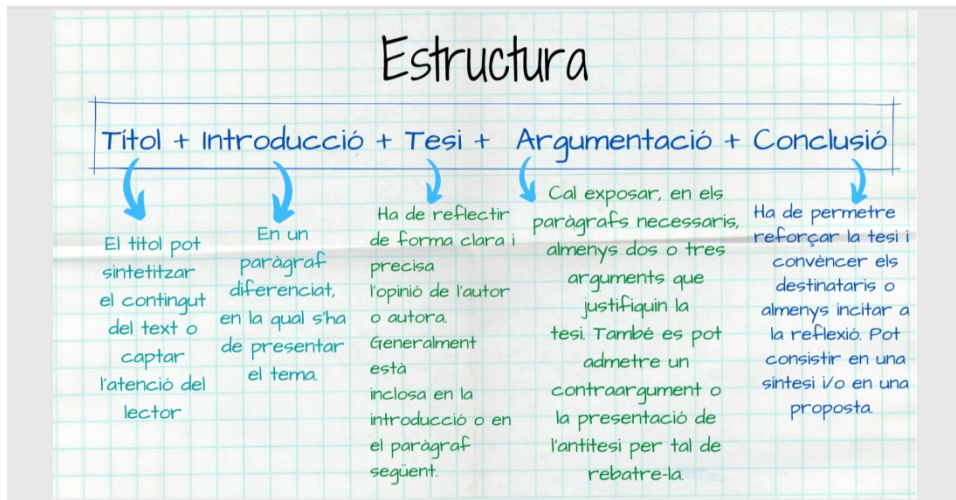 Estructura
Títol + Introducció + Tesi + Argumentació + Conclusió
El títol pot
sintetitzar
el contingut
del text o
captar
l'atenció del
lector
En un
paràgraf
diferenciat,
en la qual s'ha
de presentar
el tema.
Ha de reflectir
de forma clara i
precisa
l'opinió de l'autor
o autora.
Generalment
està
inclosa en la
introducció o en
el paràgraf
següent.
Cal exposar, en els
paràgrafs necessaris,
almenys dos o tres
arguments que
justifiquin la
tesi. També es pot
admetre un
contraargument o
la presentació de
l'antítesi per tal de
rebatre-la.
Ha de permetre
reforçar la tesi i
convèncer els
destinataris o
almenys incitar a
la reflexió. Pot
consistir en una
síntesi i/o en una
proposta.